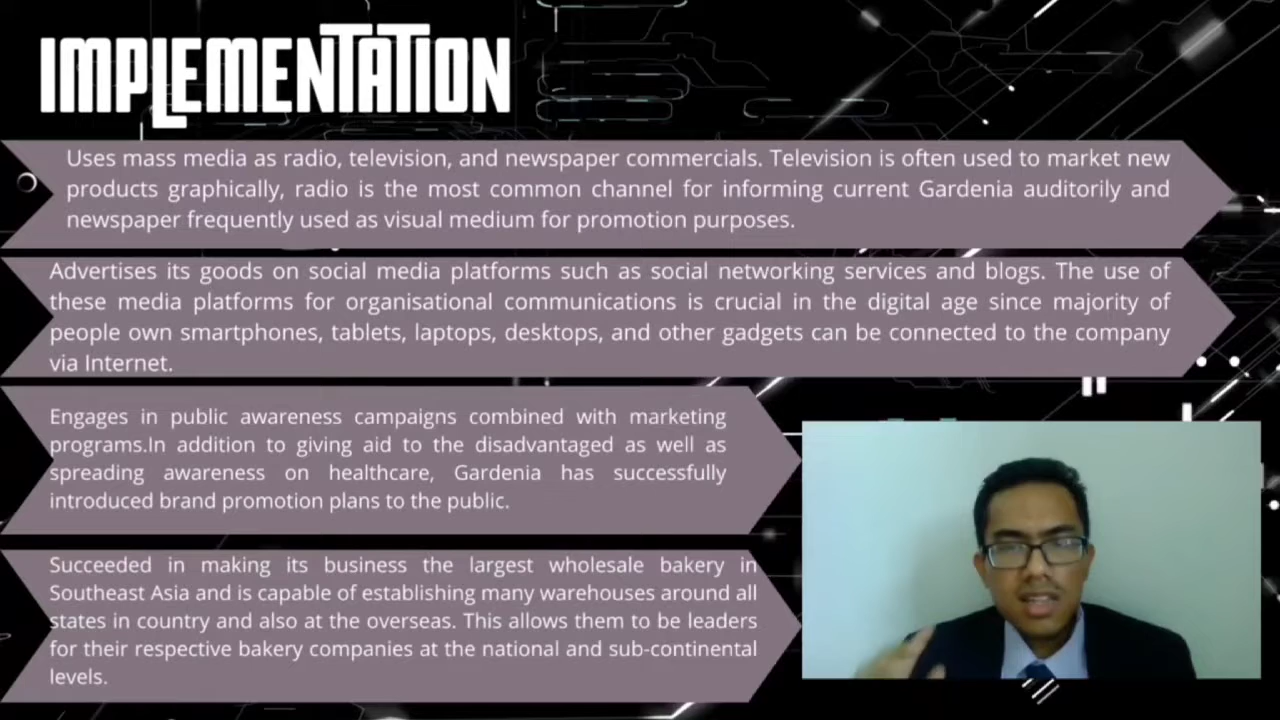 IMPLEMENTATION
Uses mass media as radio, television, and newspaper commercials. Television is often used to market new
products graphically, radio is the most common channel for informing current Gardenia auditorily and
newspaper frequently used as visual medium for promotion purposes.
Advertises its goods on social media platforms such as social networking services and blogs. The use of
these media platforms for organisational communications is crucial in the digital age since majority of
people own smartphones, tablets, laptops, desktops, and other gadgets can be connected to the company
via Internet.
Engages in public awareness campaigns combined with marketing
programs.In addition to giving aid to the disadvantaged as well as
spreading awareness on healthcare, Gardenia has successfully
introduced brand promotion plans to the public.
Succeeded in making its business the largest wholesale bakery in
Southeast Asia and is capable of establishing many warehouses around all
states in country and also at the overseas. This allows them to be leaders
for their respective bakery companies at the national and sub-continental
levels.